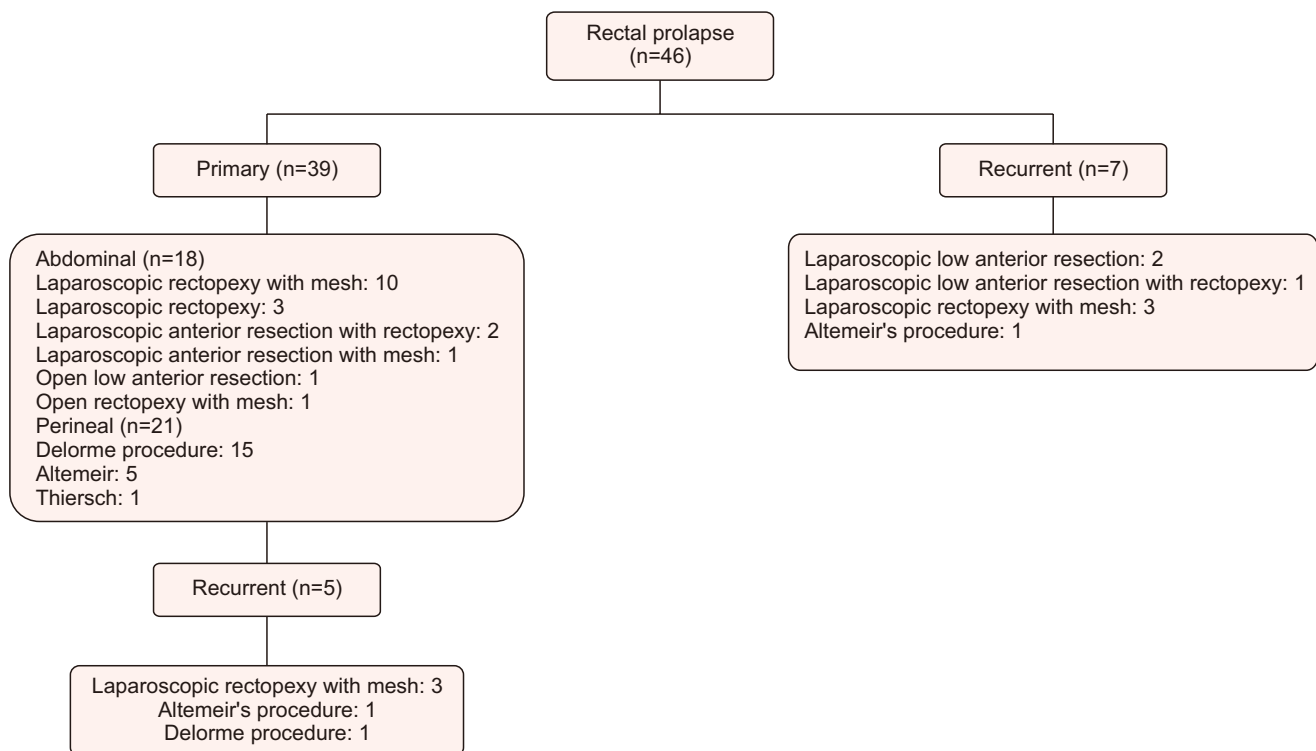 Rectal prolapse
(n=46)
Primary (n=39)
Recurrent (n=7)
Abdominal (n=18)
Laparoscopic rectopexy with mesh: 10
Laparoscopic rectopexy: 3
Laparoscopic anterior resection with rectopexy: 2
Laparoscopic anterior resection with mesh: 1
Open low anterior resection: 1
Open rectopexy with mesh: 1
Perineal (n=21)
Delorme procedure: 15
Altemeir: 5
Thiersch: 1
Laparoscopic low anterior resection: 2
Laparoscopic low anterior resection with rectopexy: 1
Laparoscopic rectopexy with mesh: 3
Altemeir's procedure: 1
Recurrent (n=5)
Laparoscopic rectopexy with mesh: 3
Altemeir's procedure: 1
Delorme procedure: 1